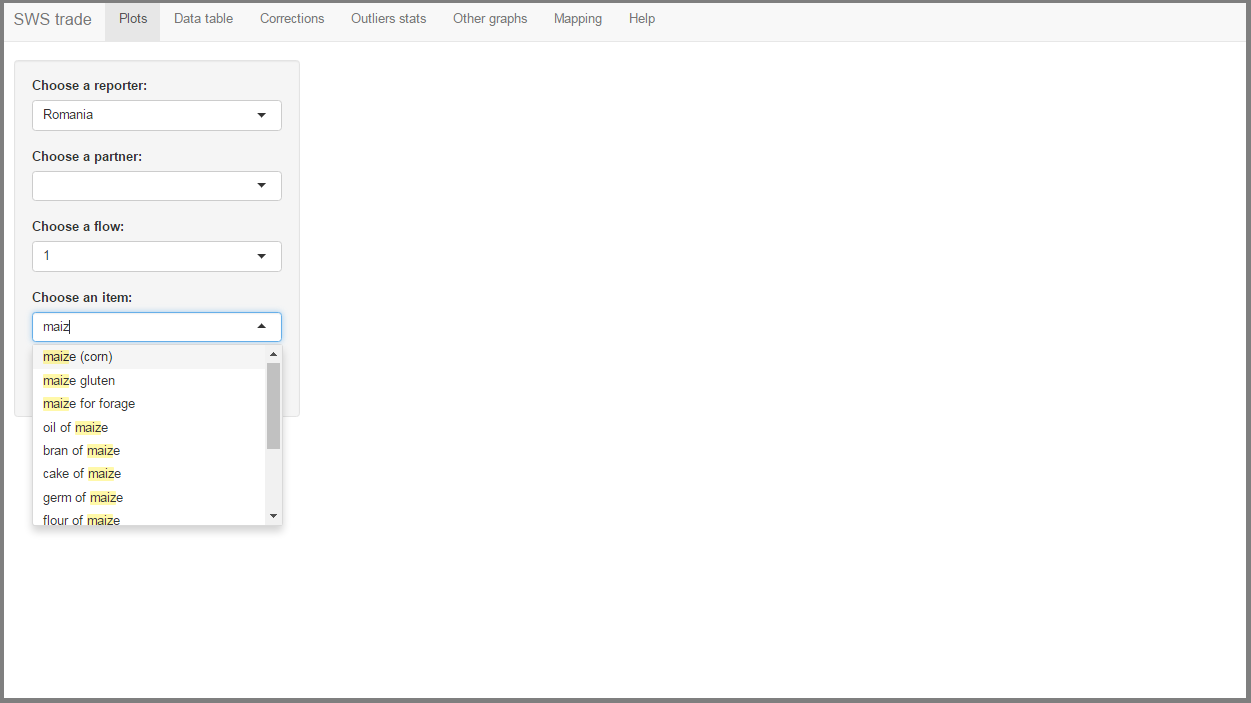 SWS trade Plots Data table Corrections Outliers stats Other graphs Mapping Help
Choose a reporter:
Romania
Choose a partner:
Choose a flow:
1
Choose an item:
maiz
maize (corn)
maize gluten
maize for forage
oil of maize
bran of maize
cake of maize
germ of maize
flour of maize